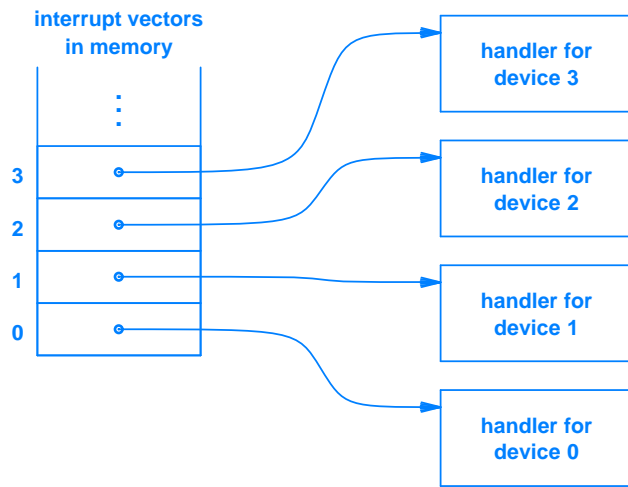 interrupt vectors
in memory
3
2
1
0
handler for
device 3
handler for
device 2
handler for
device 1
handler for
device 0